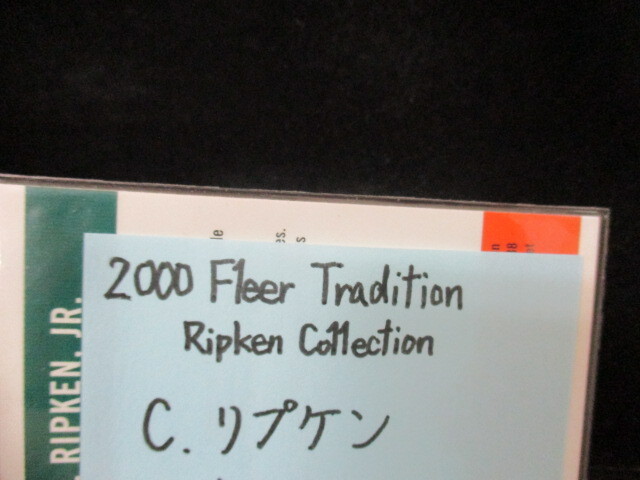 2000 Fleer Tradition
Ripken Collection
C. リプケン
RIPKEN, JR.